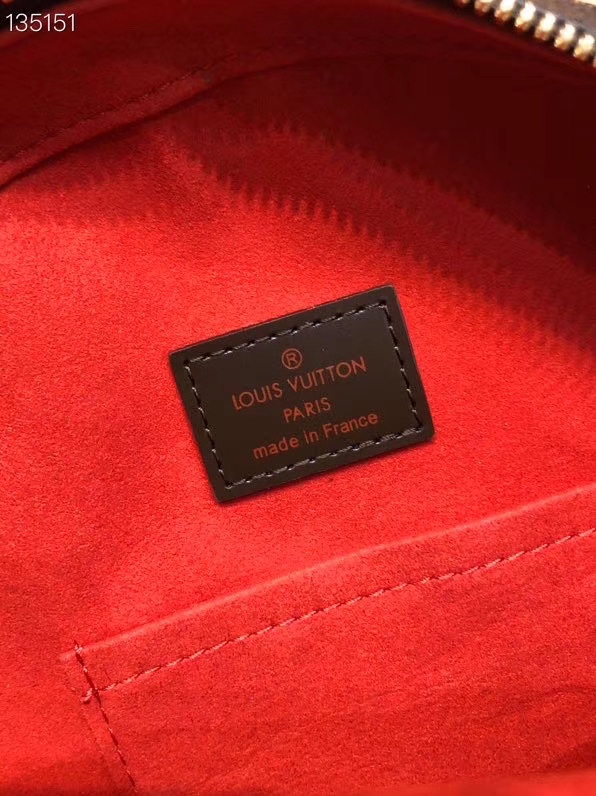 135151
®
LOUIS VUITTON
PARIS
made in France